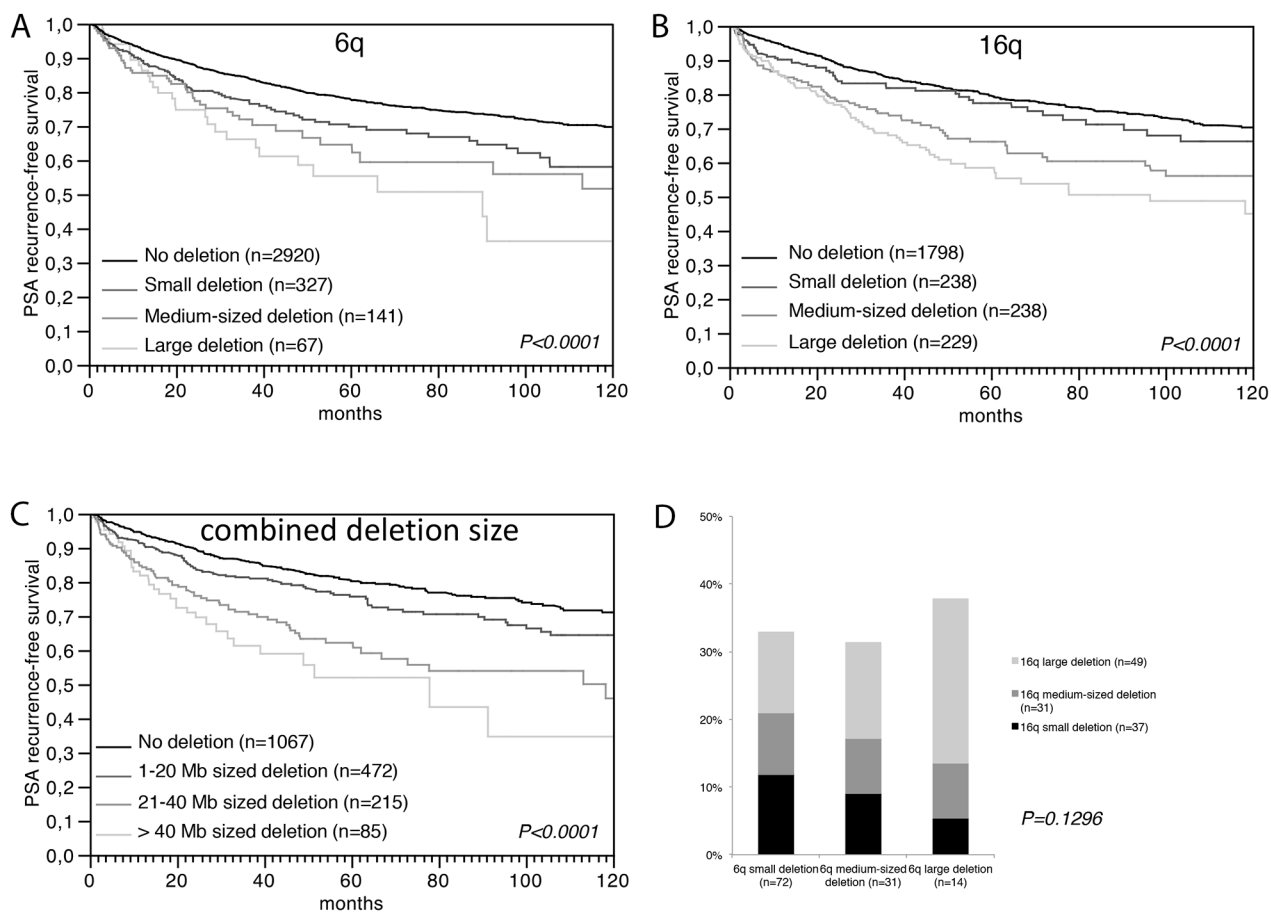 A
6q
PSA recurrence-free survival
1,0
0,9
0,8
0,7
0,6
0,5
0,4
0,3
0,2
0,1
0,0
No deletion (n=2920)
Small deletion (n=327)
Medium-sized deletion (n=141)
Large deletion (n=67)
P<0.0001
0 20 40 60 80 100 120
months
B
16q
PSA recurrence-free survival
1,0
0,9
0,8
0,7
0,6
0,5
0,4
0,3
0,2
0,1
0,0
No deletion (n=1798)
Small deletion (n=238)
Medium-sized deletion (n=238)
Large deletion (n=229)
P<0.0001
0 20 40 60 80 100 120
months
C
combined deletion size
PSA recurrence-free survival
1,0
0,9
0,8
0,7
0,6
0,5
0,4
0,3
0,2
0,1
0,0
No deletion (n=1067)
1-20 Mb sized deletion (n=472)
21-40 Mb sized deletion (n=215)
> 40 Mb sized deletion (n=85)
P<0.0001
0 20 40 60 80 100 120
months
D
50%
40%
30%
20%
10%
0%
16q large deletion (n=49)
16q medium-sized deletion
(n=31)
16q small deletion (n=37)
P=0.1296
6q small deletion
(n=72)
6q medium-sized
deletion (n=31)
6q large deletion
(n=14)